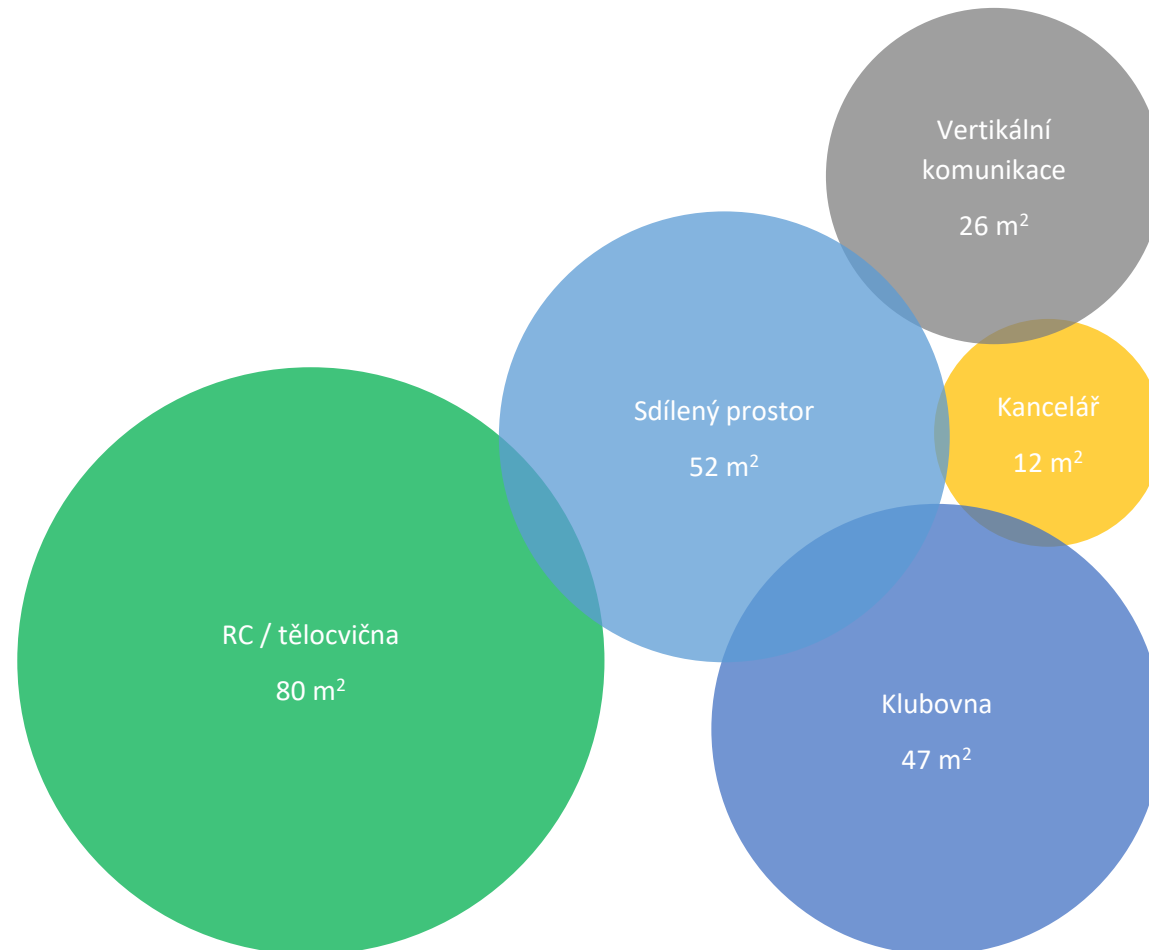 Vertikální
komunikace
26 m²
Sdílený prostor
52 m²
Kancelář
12 m²
RC / tělocvična
80 m²
Klubovna
47 m²